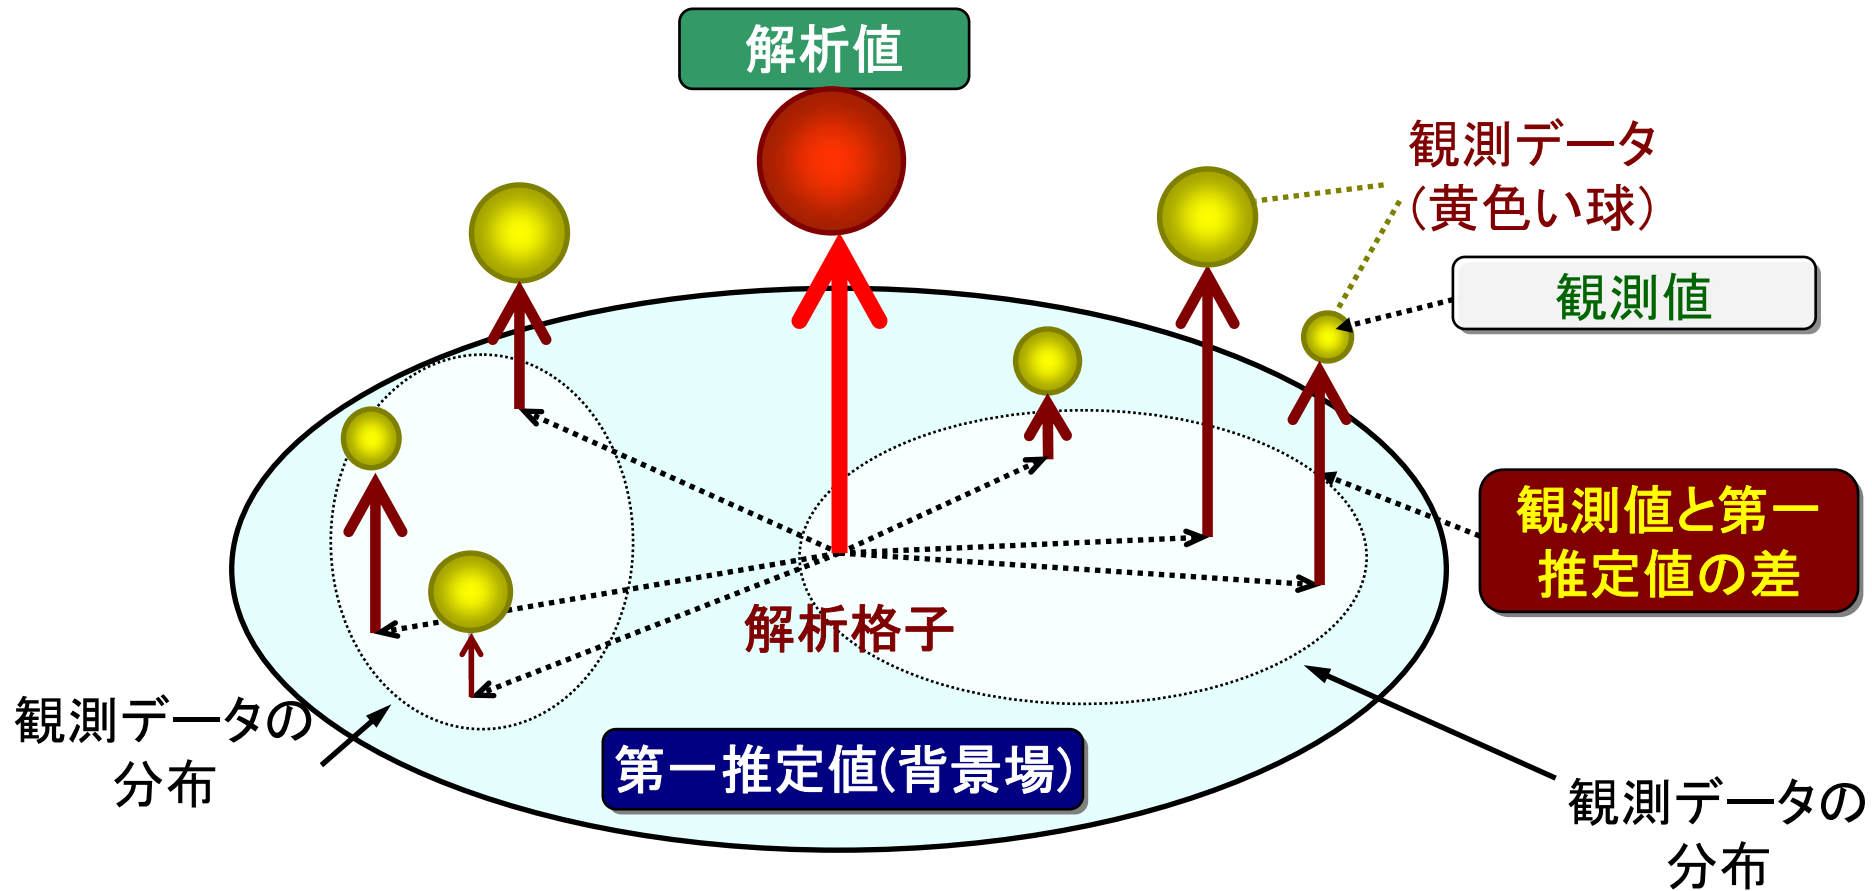 解析値
観測データ
(黄色い球)
観測値
観測値と第一
推定値の差
解析格子
観測データの
分布
第一推定値(背景場)
観測データの
分布